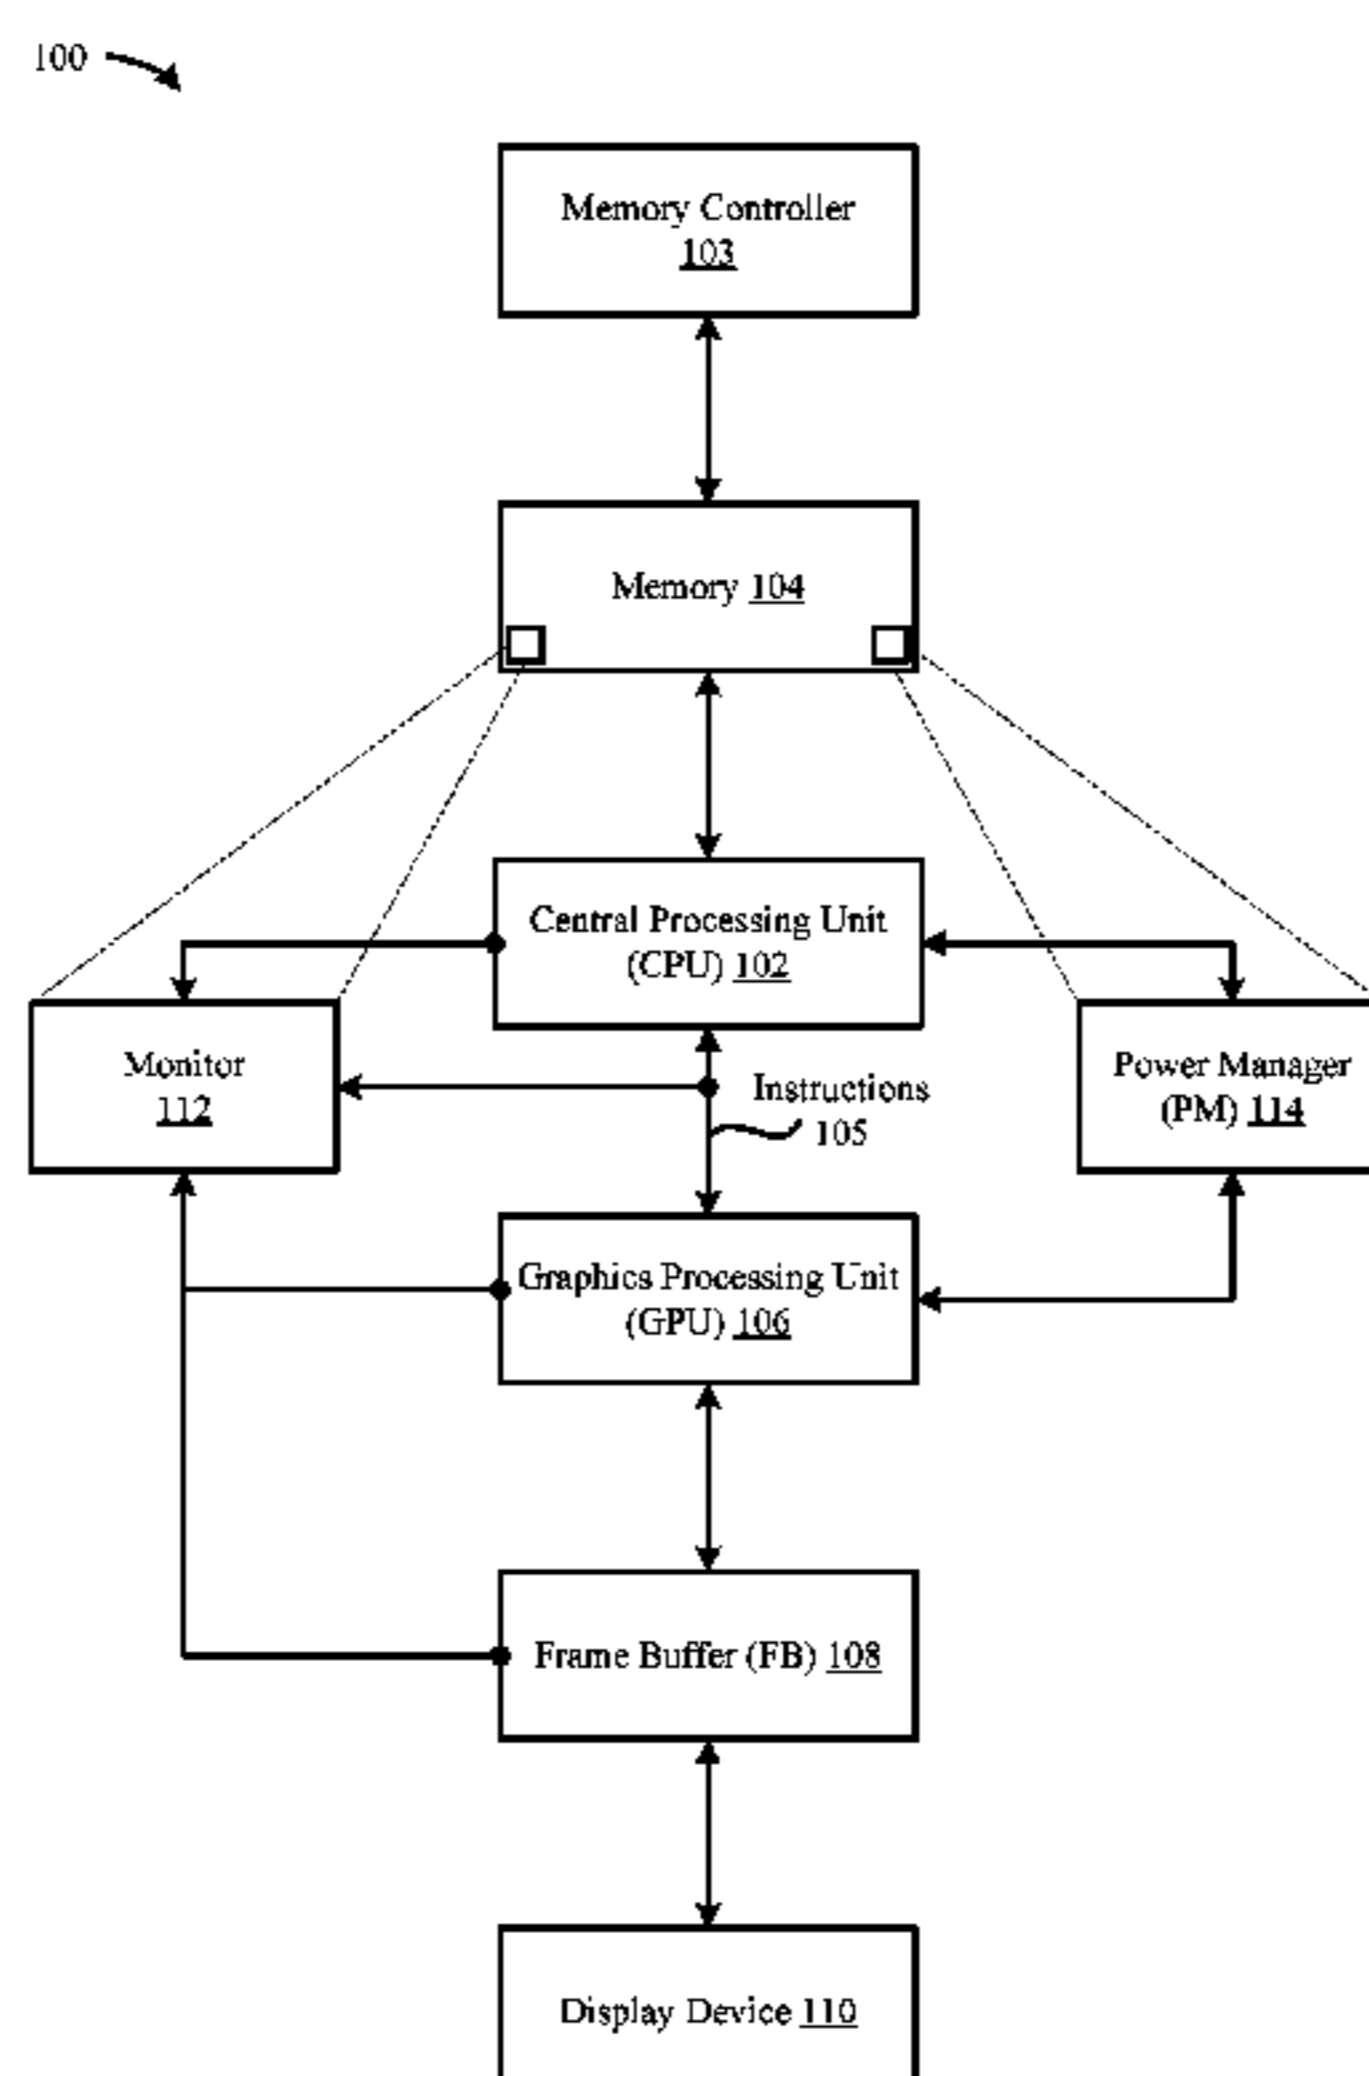 100
Memory Controller
103
Memory 104
Central Processing Unit
(CPU) 102
Monitor
112
Instructions
105
Power Manager
(PM) 114
Graphics Processing Unit
(GPU) 106
Frame Buffer (FB) 108
Display Device 110